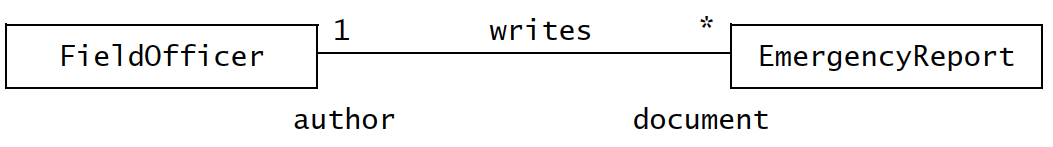 1 writes *
FieldOfficer EmergencyReport
author document